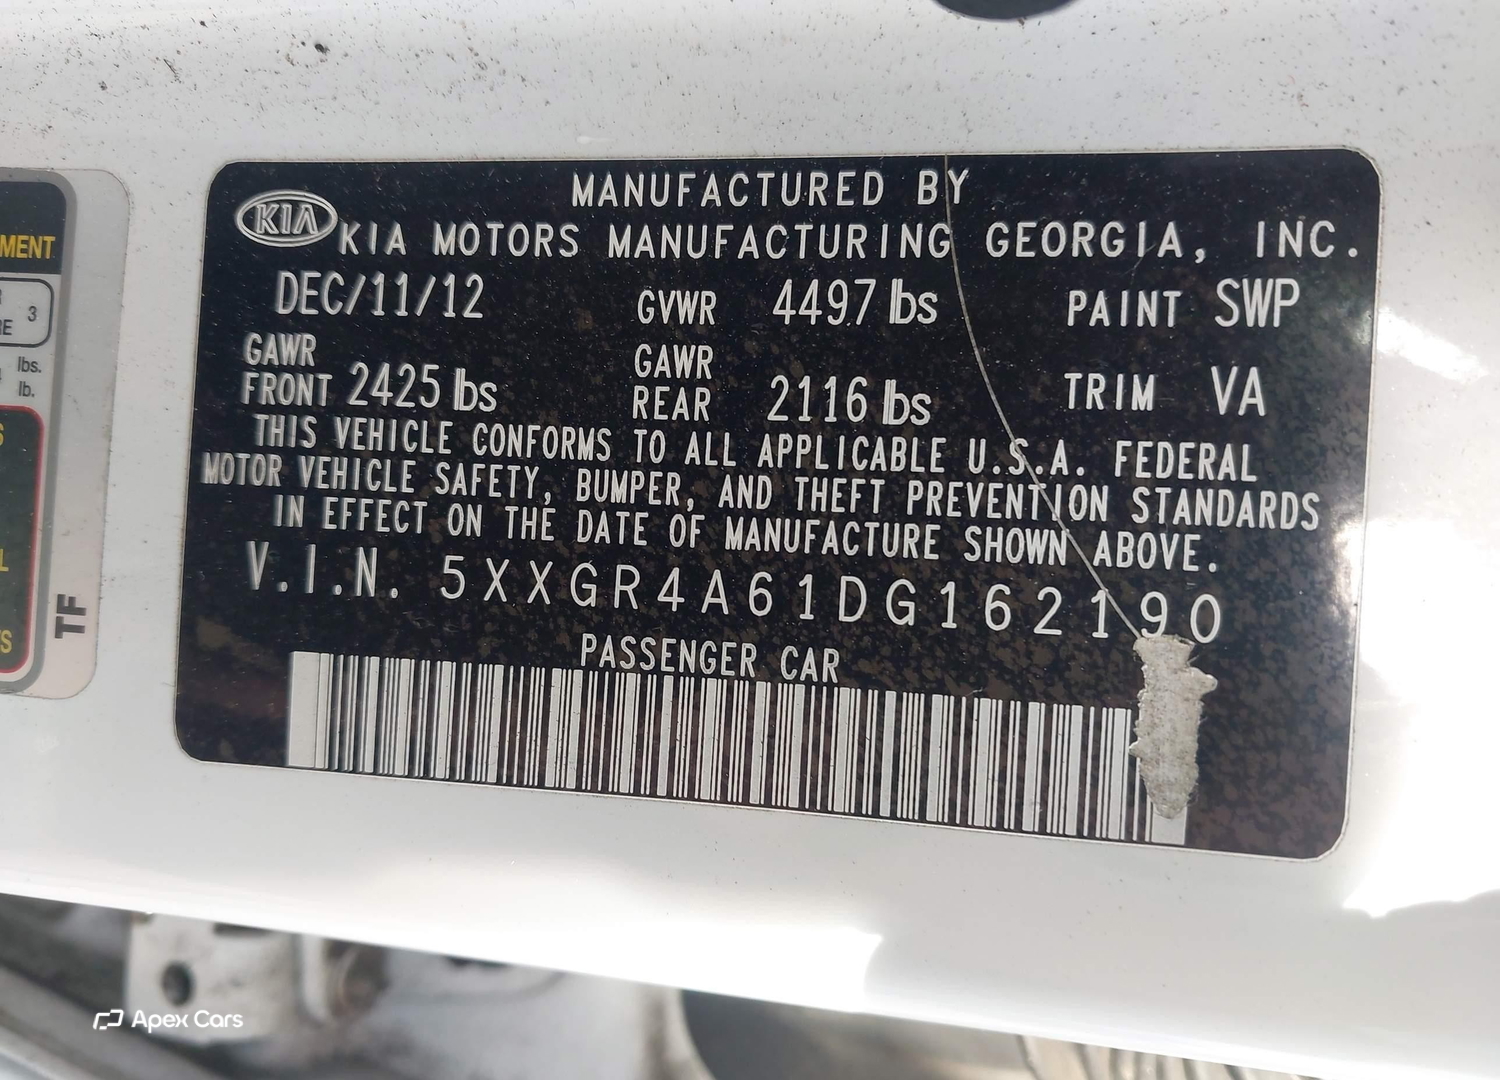 MENT
3
RE
lbs.
lb.
S
L
TS
TF
KIA
MANUFACTURED BY
KIA MOTORS MANUFACTURING GEORGIA, INC.
DEC/11/12 GVWR 4497 lbs PAINT SWP
GAWR FRONT 2425 lbs GAWR REAR 2116 lbs TRIM VA
THIS VEHICLE CONFORMS TO ALL APPLICABLE U.S.A. FEDERAL
MOTOR VEHICLE SAFETY, BUMPER, AND THEFT PREVENTION STANDARDS
IN EFFECT ON THE DATE OF MANUFACTURE SHOWN ABOVE.
V.I.N. 5XXGR4A61DG162190
PASSENGER CAR
Apex Cars